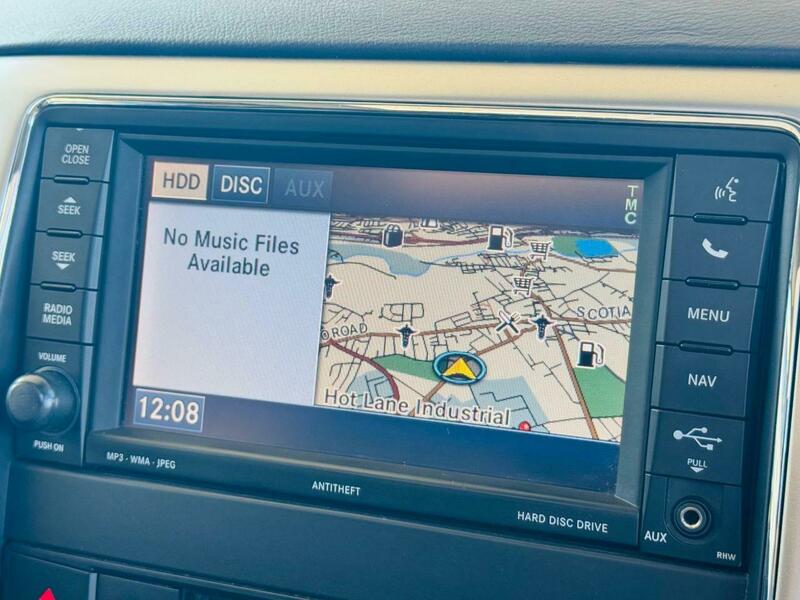 OPEN
CLOSE
SEEK
SEEK
RADIO
MEDIA
VOLUME
PUSH ON
HDD DISC AUX
TMC
No Music Files
Available
12:08
OROAD
SCOTIA
Hot Lane Industrial
MENU
NAV
PULL
AUX
RHW
MP3 · WMA · JPEG
ANTITHEFT
HARD DISC DRIVE